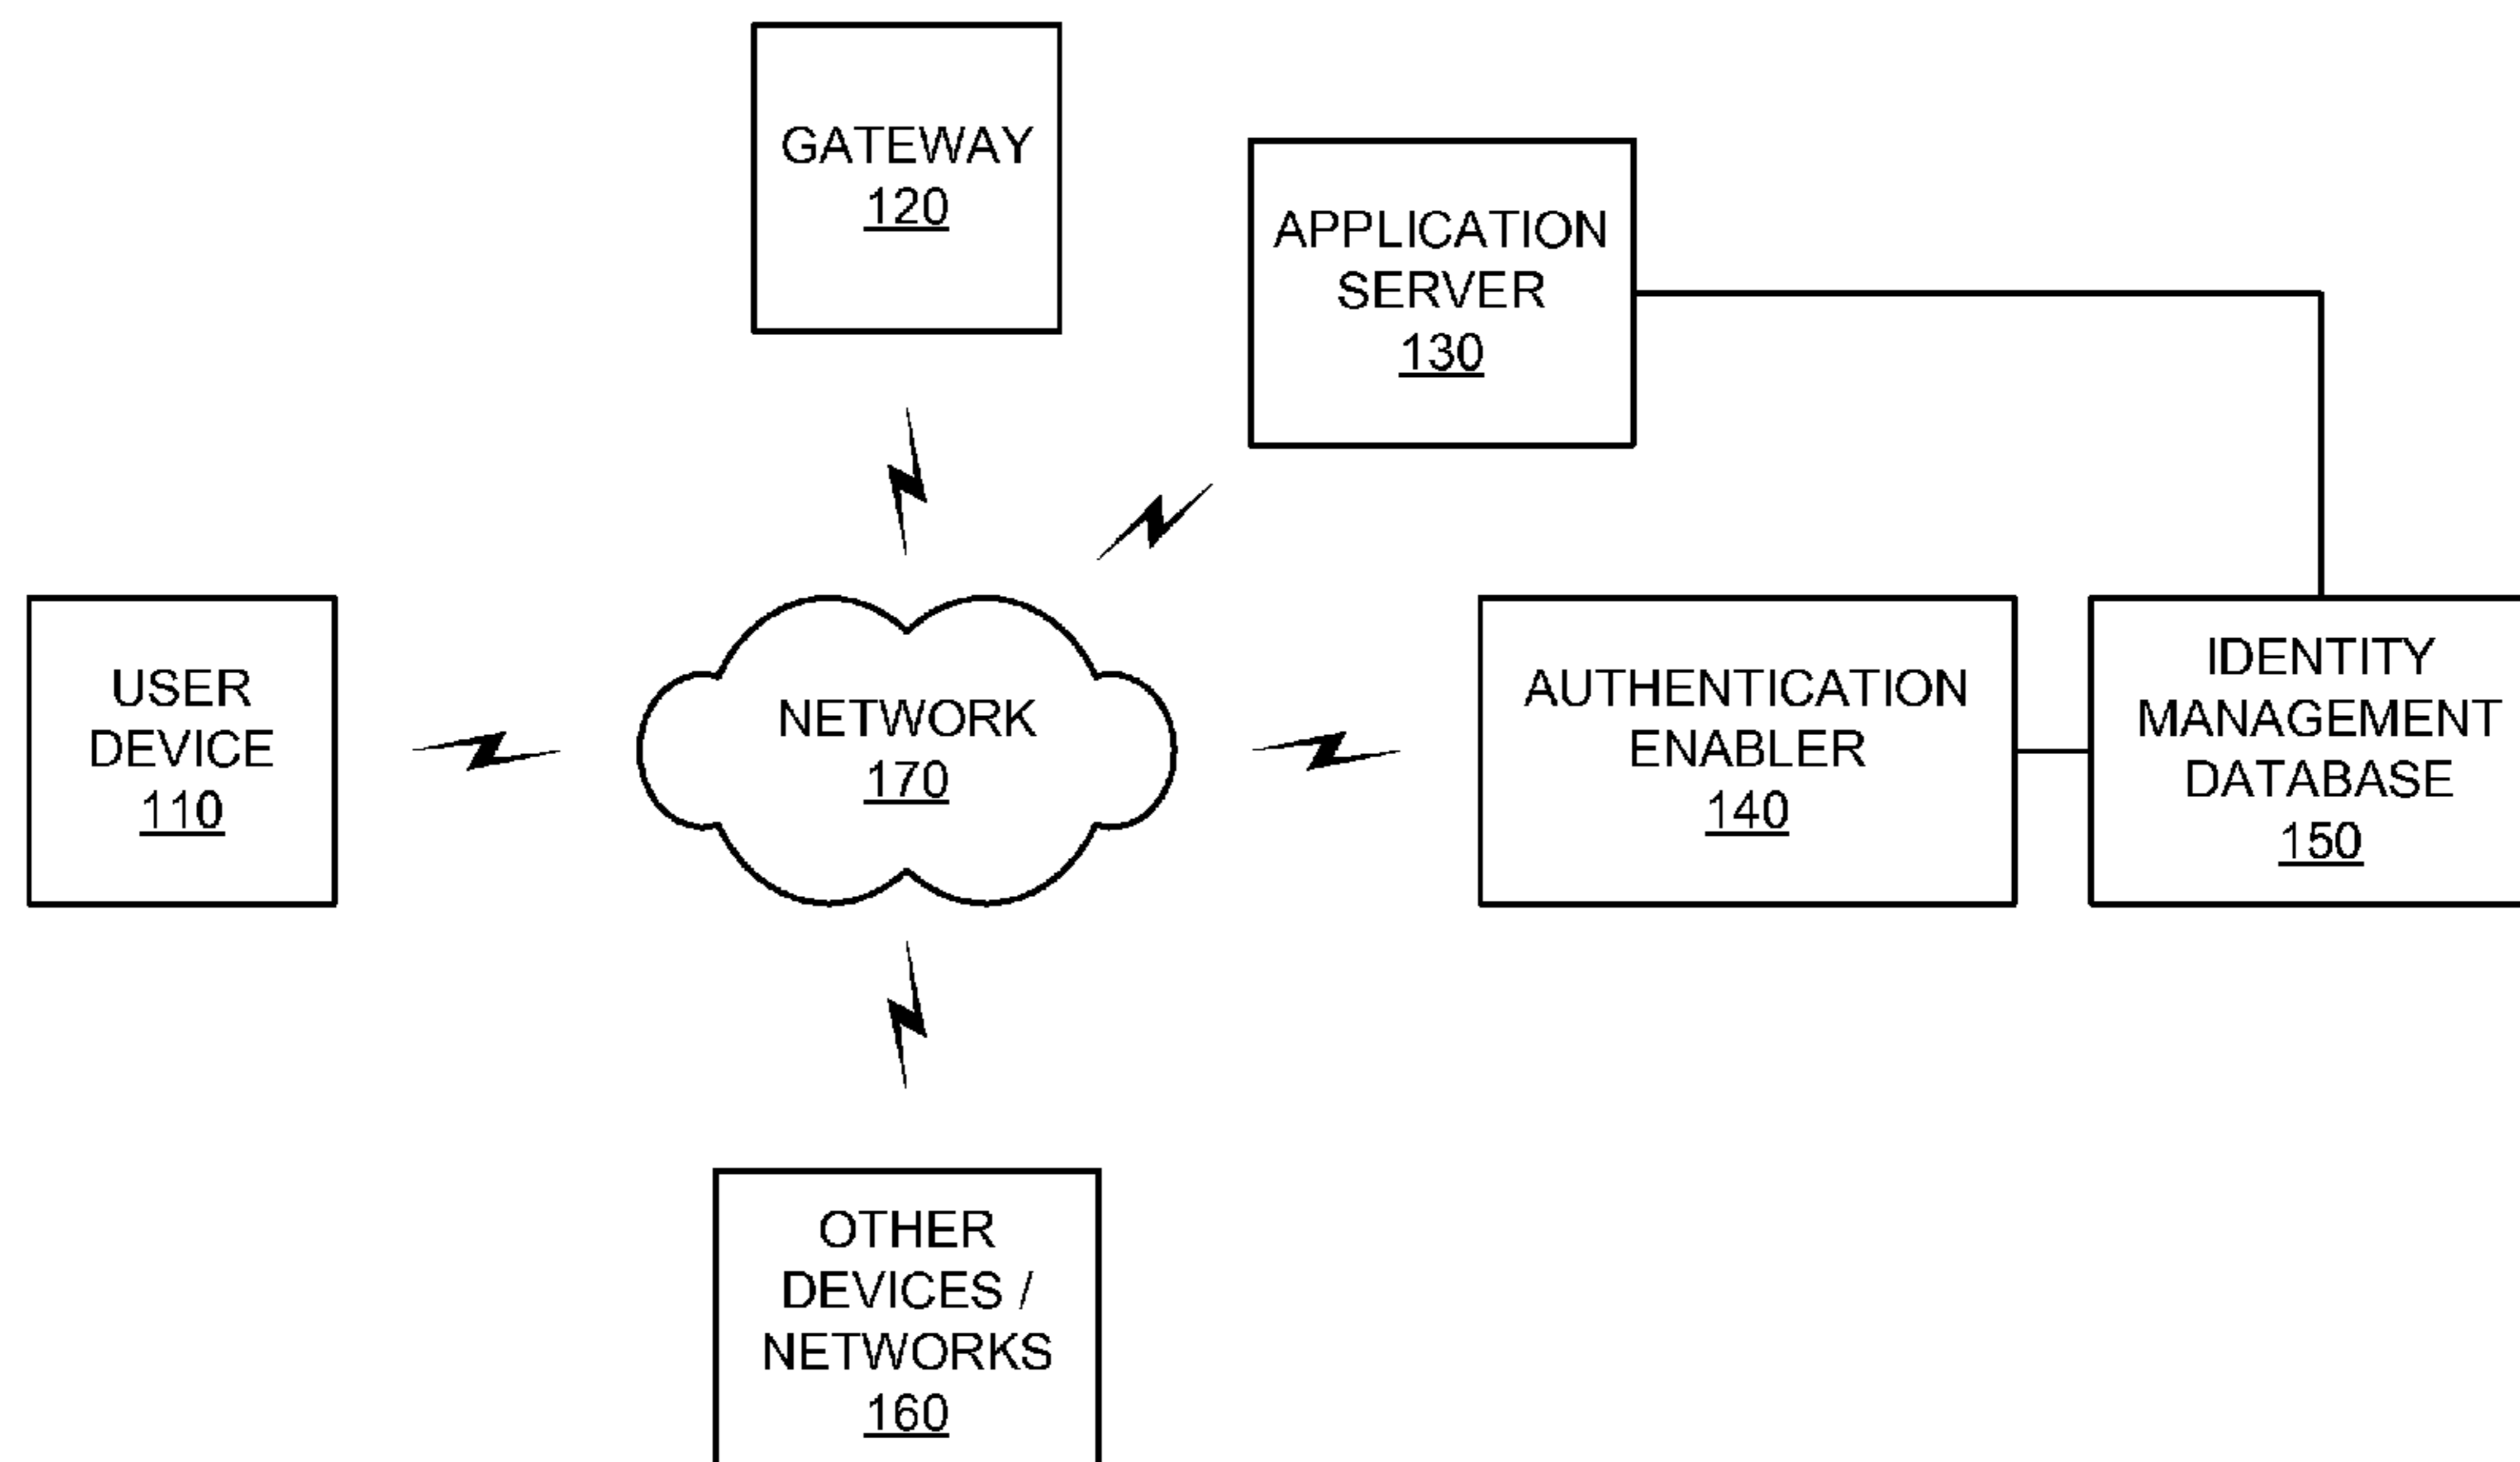 GATEWAY
120
APPLICATION
SERVER
130
USER
DEVICE
110
NETWORK
170
AUTHENTICATION
ENABLER
140
IDENTITY
MANAGEMENT
DATABASE
150
OTHER
DEVICES /
NETWORKS
160